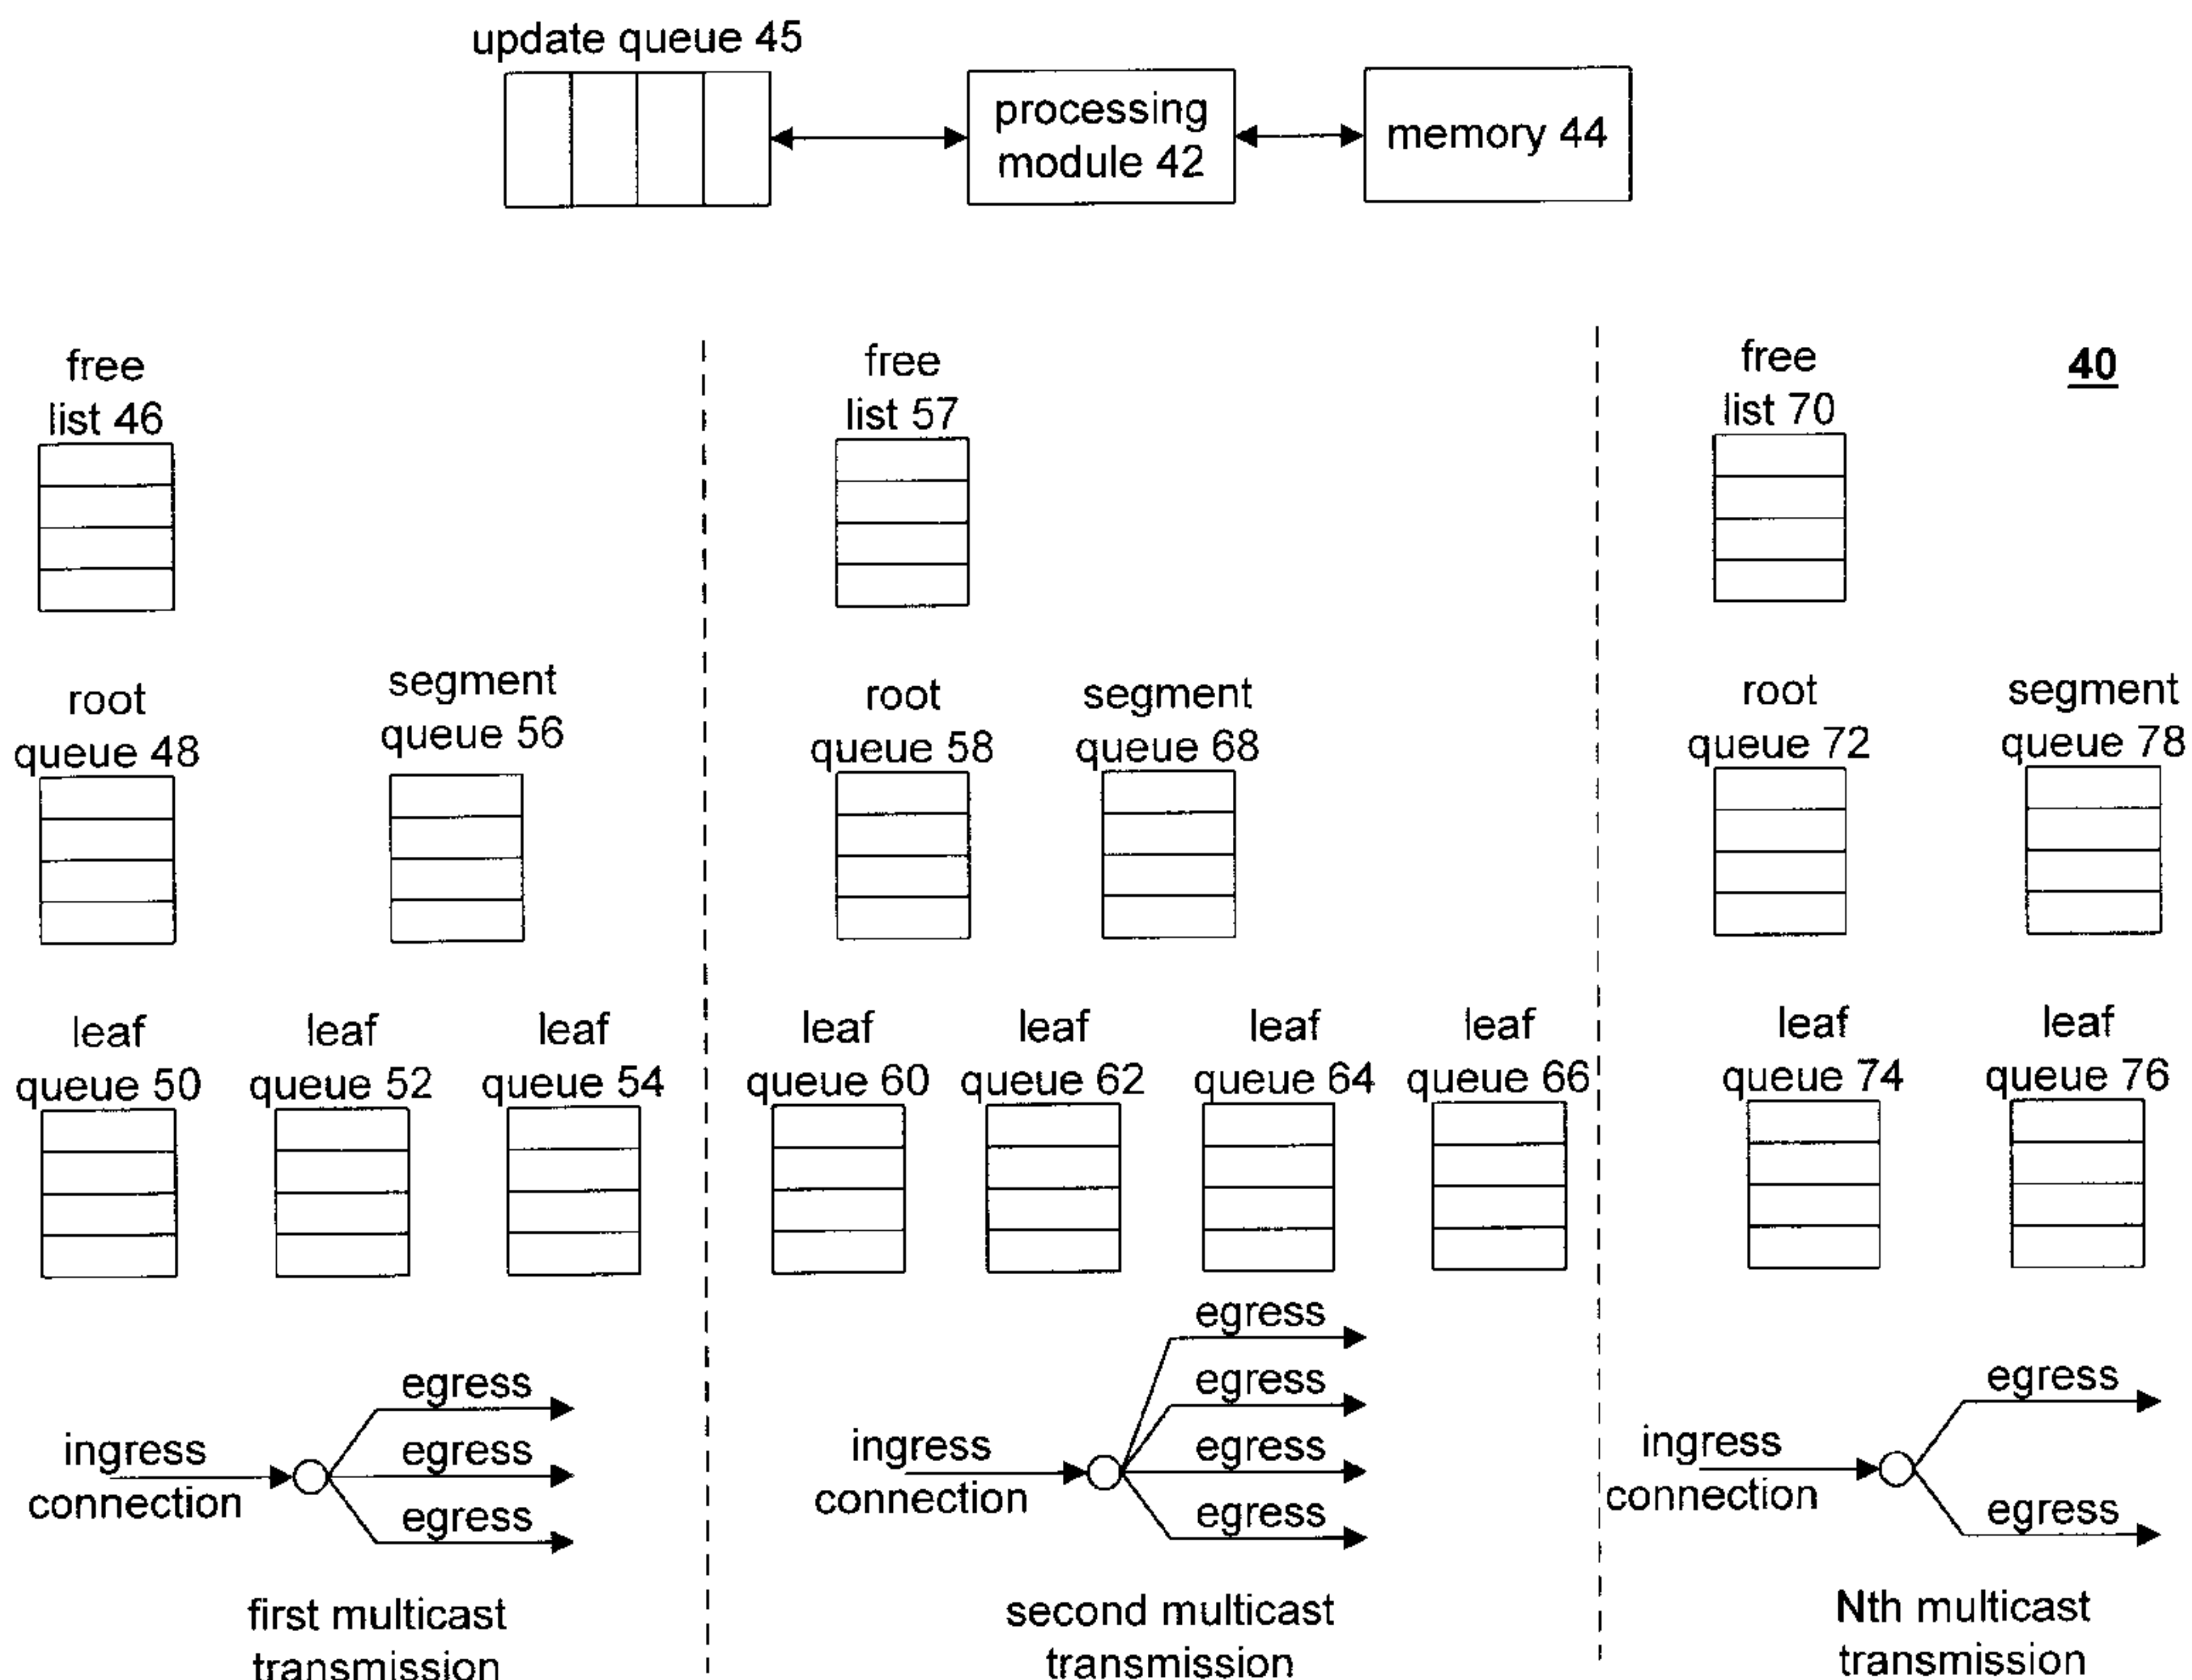 update queue 45
processing
module 42
memory 44
free
list 46
free
list 57
free
list 70
40
root
queue 48
segment
queue 56
root
queue 58
segment
queue 68
root
queue 72
segment
queue 78
leaf
queue 50
leaf
queue 52
leaf
queue 54
leaf
queue 60
leaf
queue 62
leaf
queue 64
leaf
queue 66
leaf
queue 74
leaf
queue 76
ingress
connection
egress
egress
egress
first multicast
transmission
ingress
connection
egress
egress
egress
egress
second multicast
transmission
ingress
connection
egress
egress
Nth multicast
transmission